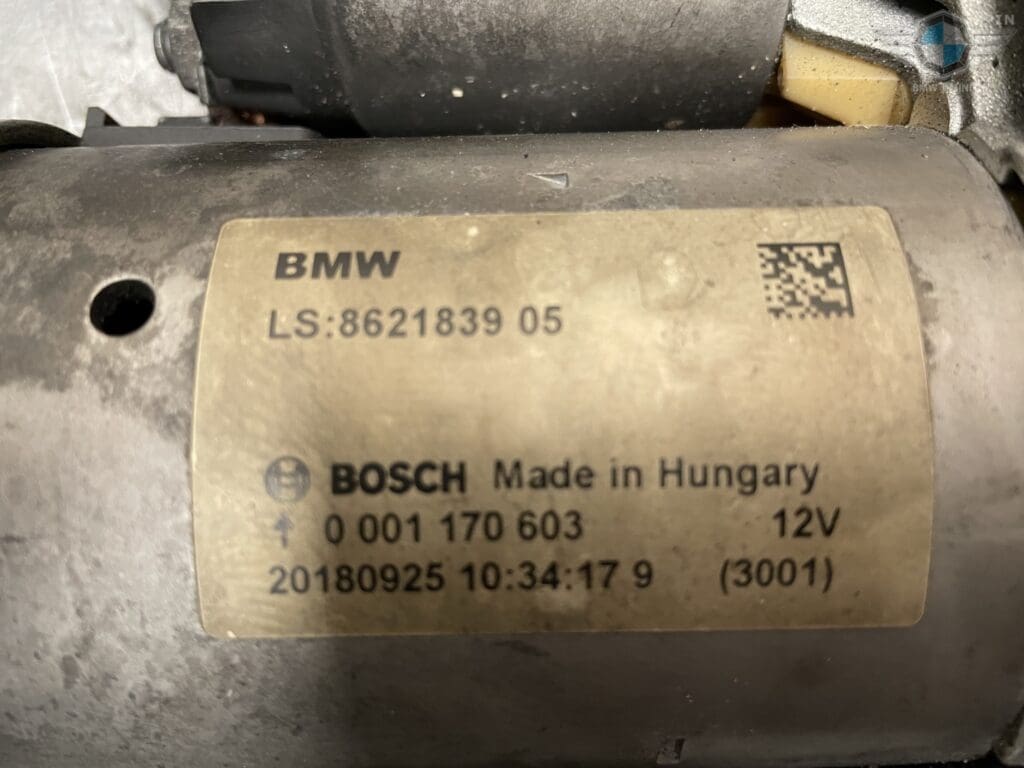 BMW
LS:8621839 05
BOSCH Made in Hungary
0 001 170 603 12V
20180925 10:34:17 9 (3001)